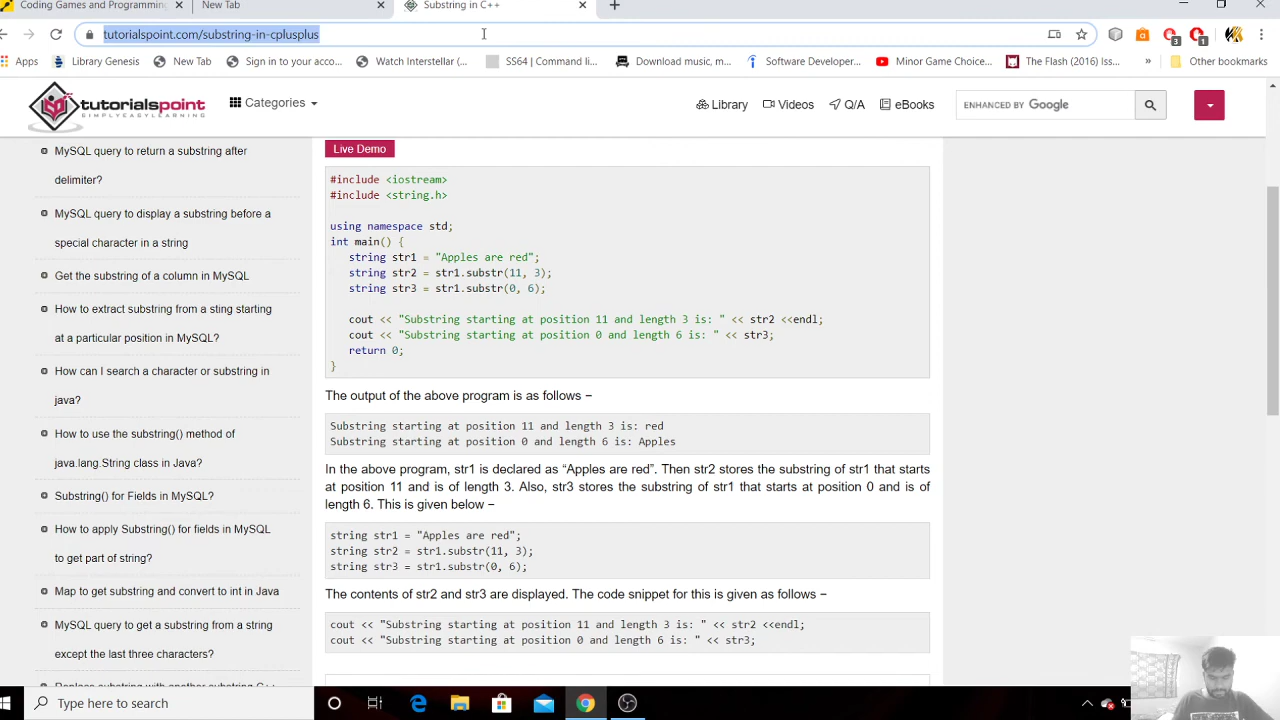 Coding Games and Programming
New Tab
Substring in C++
tutorialspoint.com/substring-in-cplusplus
3
1
Apps
Library Genesis
New Tab
Sign in to your acco...
Watch Interstellar (...
SS64 | Command li...
Download music, m...
Software Developer...
Minor Game Choice...
The Flash (2016) Iss...
»
Other bookmarks
tutorialspoint
SIMPLYEASYLEARNING
Categories
Library
Videos
Q/A
eBooks
ENHANCED BY Google
MySQL query to return a substring after
delimiter?
MySQL query to display a substring before a
special character in a string
Get the substring of a column in MySQL
How to extract substring from a sting starting
at a particular position in MySQL?
How can I search a character or substring in
java?
How to use the substring() method of
java.lang.String class in Java?
Substring() for Fields in MySQL?
How to apply Substring() for fields in MySQL
to get part of string?
Map to get substring and convert to int in Java
MySQL query to get a substring from a string
except the last three characters?
Replace substring with another substring C++
Live Demo
#include <iostream>
#include <string.h>
using namespace std;
int main() {
string str1 = "Apples are red";
string str2 = str1.substr(11, 3);
string str3 = str1.substr(0, 6);
cout << "Substring starting at position 11 and length 3 is: " << str2 <<endl;
cout << "Substring starting at position 0 and length 6 is: " << str3;
return 0;
}
The output of the above program is as follows −
Substring starting at position 11 and length 3 is: red
Substring starting at position 0 and length 6 is: Apples
In the above program, str1 is declared as “Apples are red”. Then str2 stores the substring of str1 that starts
at position 11 and is of length 3. Also, str3 stores the substring of str1 that starts at position 0 and is of
length 6. This is given below −
string str1 = "Apples are red";
string str2 = str1.substr(11, 3);
string str3 = str1.substr(0, 6);
The contents of str2 and str3 are displayed. The code snippet for this is given as follows −
cout << "Substring starting at position 11 and length 3 is: " << str2 <<endl;
cout << "Substring starting at position 0 and length 6 is: " << str3;
Type here to search